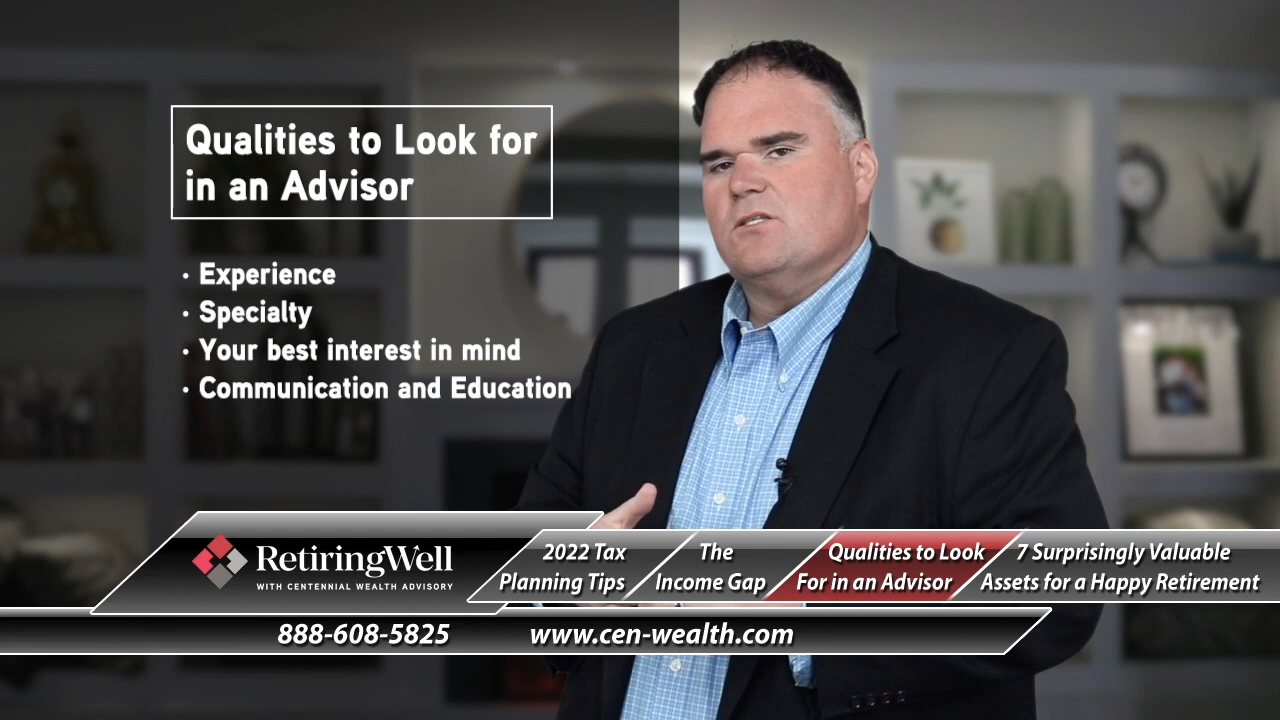 Qualities to Look for
in an Advisor
· Experience
· Specialty
· Your best interest in mind
· Communication and Education
RetiringWell
WITH CENTENNIAL WEALTH ADVISORY
2022 Tax
Planning Tips
The
Income Gap
Qualities to Look
For in an Advisor
7 Surprisingly Valuable
Assets for a Happy Retirement
888-608-5825
www.cen-wealth.com